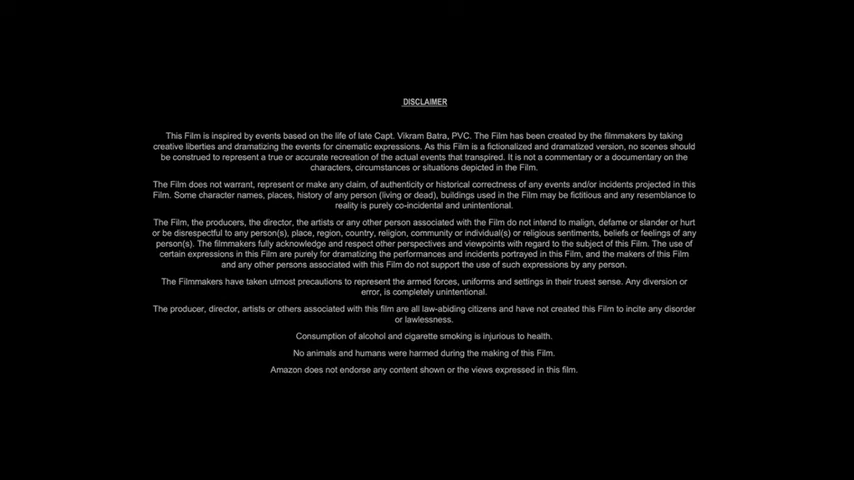 DISCLAIMER
This Film is inspired by events based on the life of late Capt. Vikram Batra, PVC. The Film has been created by the filmmakers by taking
creative liberties and dramatizing the events for cinematic expressions. As this Film is a fictionalized and dramatized version, no scenes should
be construed to represent a true or accurate recreation of the actual events that transpired. It is not a commentary or a documentary on the
characters, circumstances or situations depicted in the Film.
The Film does not warrant, represent or make any claim, of authenticity or historical correctness of any events and/or incidents projected in this
Film. Some character names, places, history of any person (living or dead), buildings used in the Film may be fictitious and any resemblance to
reality is purely co-incidental and unintentional.
The Film, the producers, the director, the artists or any other person associated with the Film do not intend to malign, defame or slander or hurt
or be disrespectful to any person(s), place, region, country, religion, community or individual(s) or religious sentiments, beliefs or feelings of any
person(s). The filmmakers fully acknowledge and respect other perspectives and viewpoints with regard to the subject of this Film. The use of
certain expressions in this Film are purely for dramatizing the performances and incidents portrayed in this Film, and the makers of this Film
and any other persons associated with this Film do not support the use of such expressions by any person.
The Filmmakers have taken utmost precautions to represent the armed forces, uniforms and settings in their truest sense. Any diversion or
error, is completely unintentional.
The producer, director, artists or others associated with this film are all law-abiding citizens and have not created this Film to incite any disorder
or lawlessness.
Consumption of alcohol and cigarette smoking is injurious to health.
No animals and humans were harmed during the making of this Film.
Amazon does not endorse any content shown or the views expressed in this film.